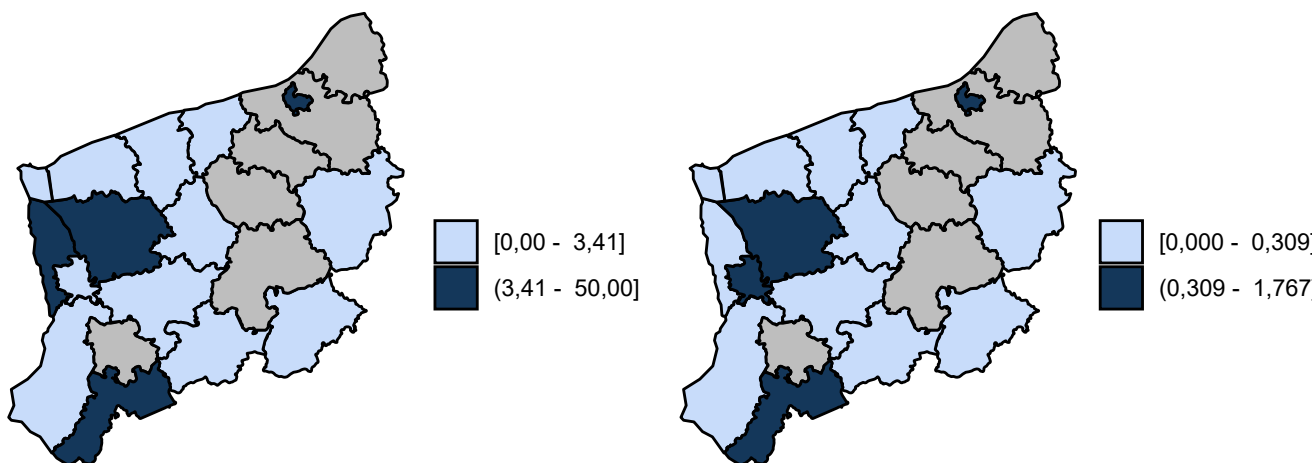 [0,00 - 3,41]
(3,41 - 50,00]
[0,000 - 0,309]
(0,309 - 1,767]